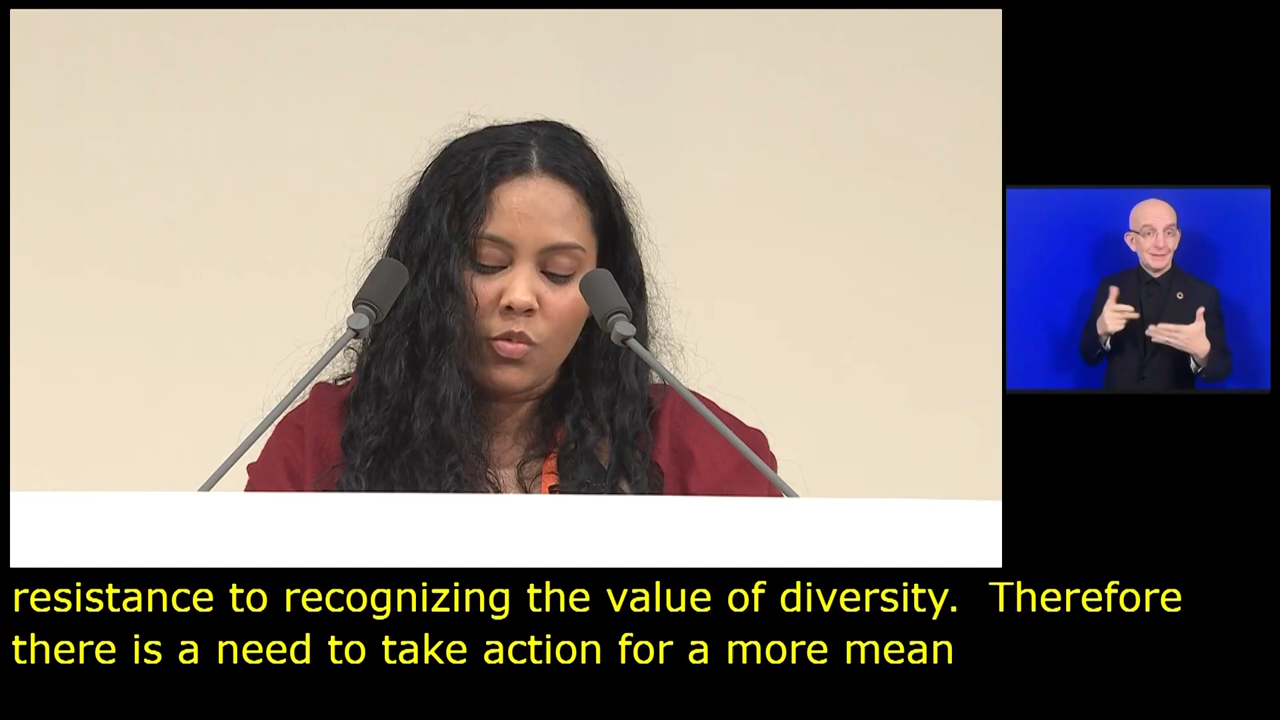 resistance to recognizing the value of diversity.  Therefore
there is a need to take action for a more mean